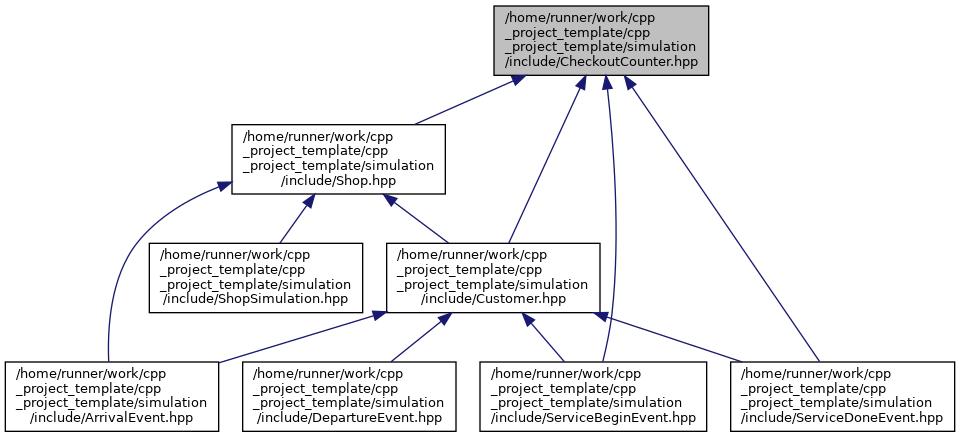 /home/runner/work/cpp
_project_template/cpp
_project_template/simulation
/include/CheckoutCounter.hpp
/home/runner/work/cpp
_project_template/cpp
_project_template/simulation
/include/Shop.hpp
/home/runner/work/cpp
_project_template/cpp
_project_template/simulation
/include/ShopSimulation.hpp
/home/runner/work/cpp
_project_template/cpp
_project_template/simulation
/include/Customer.hpp
/home/runner/work/cpp
_project_template/cpp
_project_template/simulation
/include/ArrivalEvent.hpp
/home/runner/work/cpp
_project_template/cpp
_project_template/simulation
/include/DepartureEvent.hpp
/home/runner/work/cpp
_project_template/cpp
_project_template/simulation
/include/ServiceBeginEvent.hpp
/home/runner/work/cpp
_project_template/cpp
_project_template/simulation
/include/ServiceDoneEvent.hpp